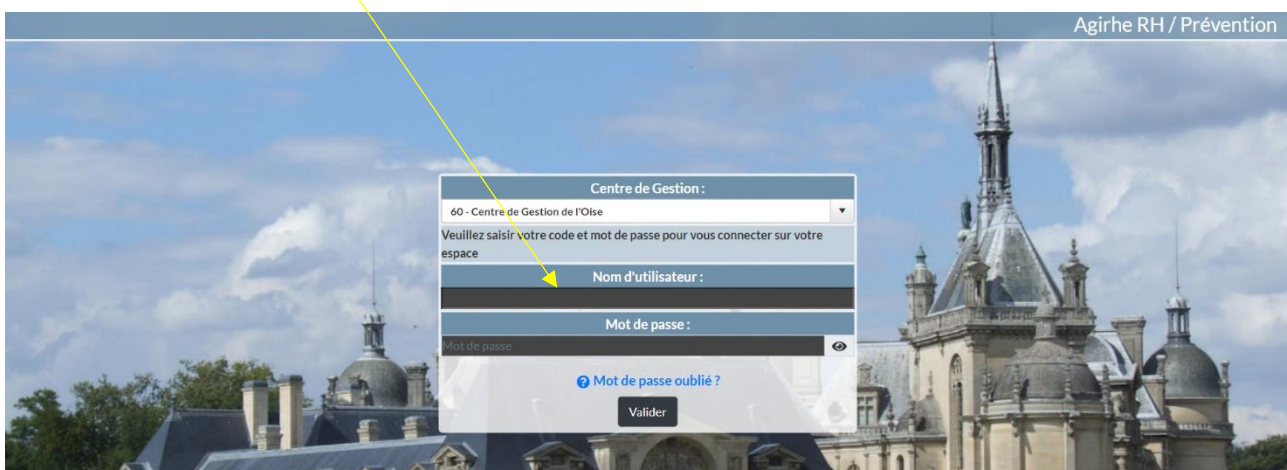 Agirhe RH / Prévention
Centre de Gestion :
60 - Centre de Gestion de l'Oise
Veuillez saisir votre code et mot de passe pour vous connecter sur votre
espace
Nom d'utilisateur :
Mot de passe :
Mot de passe
Mot de passe oublié ?
Valider